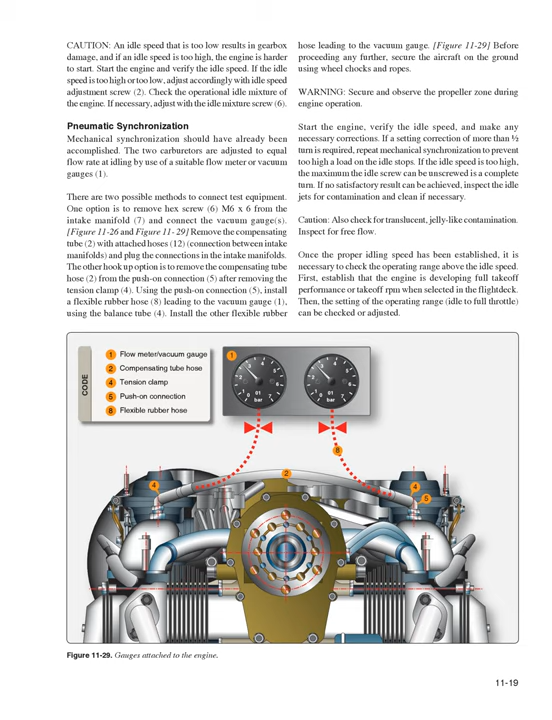 CAUTION: An idle speed that is too low results in gearbox
damage, and if an idle speed is too high, the engine is harder
to start. Start the engine and verify the idle speed. If the idle
speed is too high or too low, adjust accordingly with idle speed
adjustment screw (2). Check the operational idle mixture of
the engine. If necessary, adjust with the idle mixture screw (6).
Pneumatic Synchronization
Mechanical synchronization should have already been
accomplished. The two carburetors are adjusted to equal
flow rate at idling by use of a suitable flow meter or vacuum
gauges (1).
There are two possible methods to connect test equipment.
One option is to remove hex screw (6) M6 x 6 from the
intake manifold (7) and connect the vacuum gauge(s).
[Figure 11-26 and Figure 11- 29] Remove the compensating
tube (2) with attached hoses (12) (connection between intake
manifolds) and plug the connections in the intake manifolds.
The other hook up option is to remove the compensating tube
hose (2) from the push-on connection (5) after removing the
tension clamp (4). Using the push-on connection (5), install
a flexible rubber hose (8) leading to the vacuum gauge (1),
using the balance tube (4). Install the other flexible rubber
hose leading to the vacuum gauge. [Figure 11-29] Before
proceeding any further, secure the aircraft on the ground
using wheel chocks and ropes.
WARNING: Secure and observe the propeller zone during
engine operation.
Start the engine, verify the idle speed, and make any
necessary corrections. If a setting correction of more than ½
turn is required, repeat mechanical synchronization to prevent
too high a load on the idle stops. If the idle speed is too high,
the maximum the idle screw can be unscrewed is a complete
turn. If no satisfactory result can be achieved, inspect the idle
jets for contamination and clean if necessary.
Caution: Also check for translucent, jelly-like contamination.
Inspect for free flow.
Once the proper idling speed has been established, it is
necessary to check the operating range above the idle speed.
First, establish that the engine is developing full takeoff
performance or takeoff rpm when selected in the flightdeck.
Then, the setting of the operating range (idle to full throttle)
can be checked or adjusted.
CODE
1 Flow meter/vacuum gauge
2 Compensating tube hose
4 Tension clamp
5 Push-on connection
8 Flexible rubber hose
1
0 1 2 3 4 5 6 7
01
bar
0 1 2 3 4 5 6 7
01
bar
8
2
4
4
5
Figure 11-29. Gauges attached to the engine.
11-19